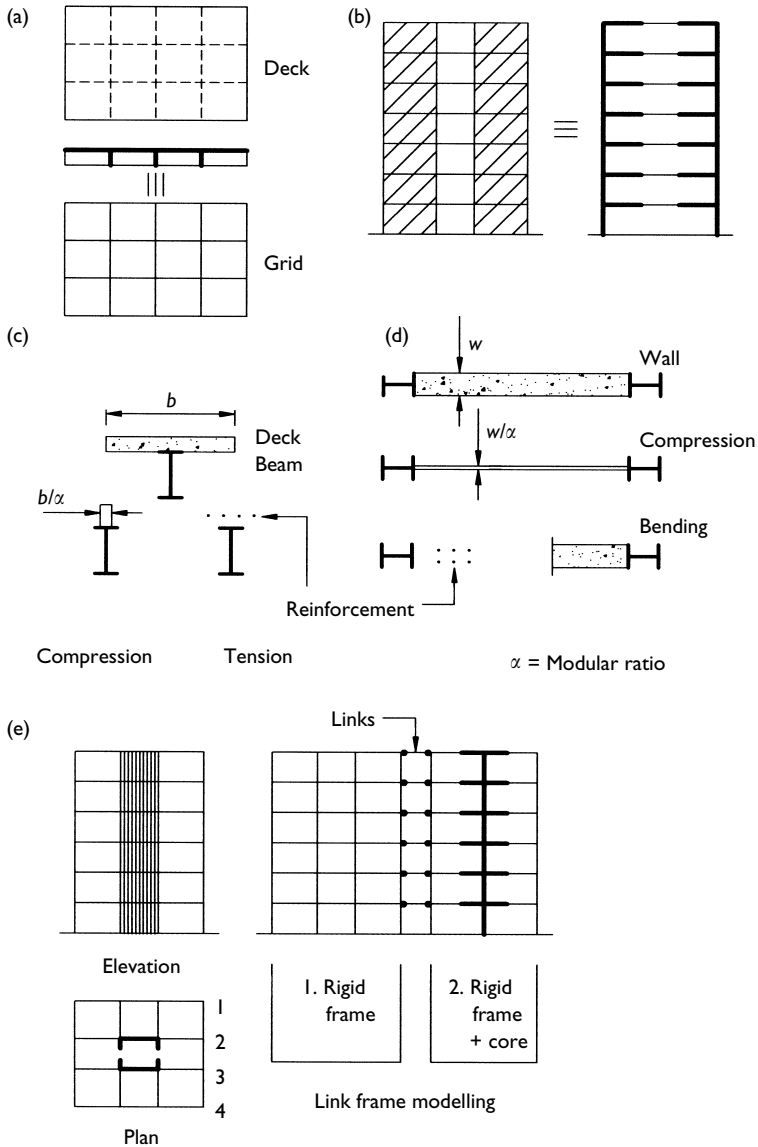 (a)
Deck
Grid
(b)
(c)
b
Deck
Beam
b/α
Reinforcement
Compression
Tension
(d)
w
Wall
w/α
Compression
Bending
α = Modular ratio
(e)
Links
Elevation
1. Rigid
frame
2. Rigid
frame
+ core
1
2
3
4
Plan
Link frame modelling